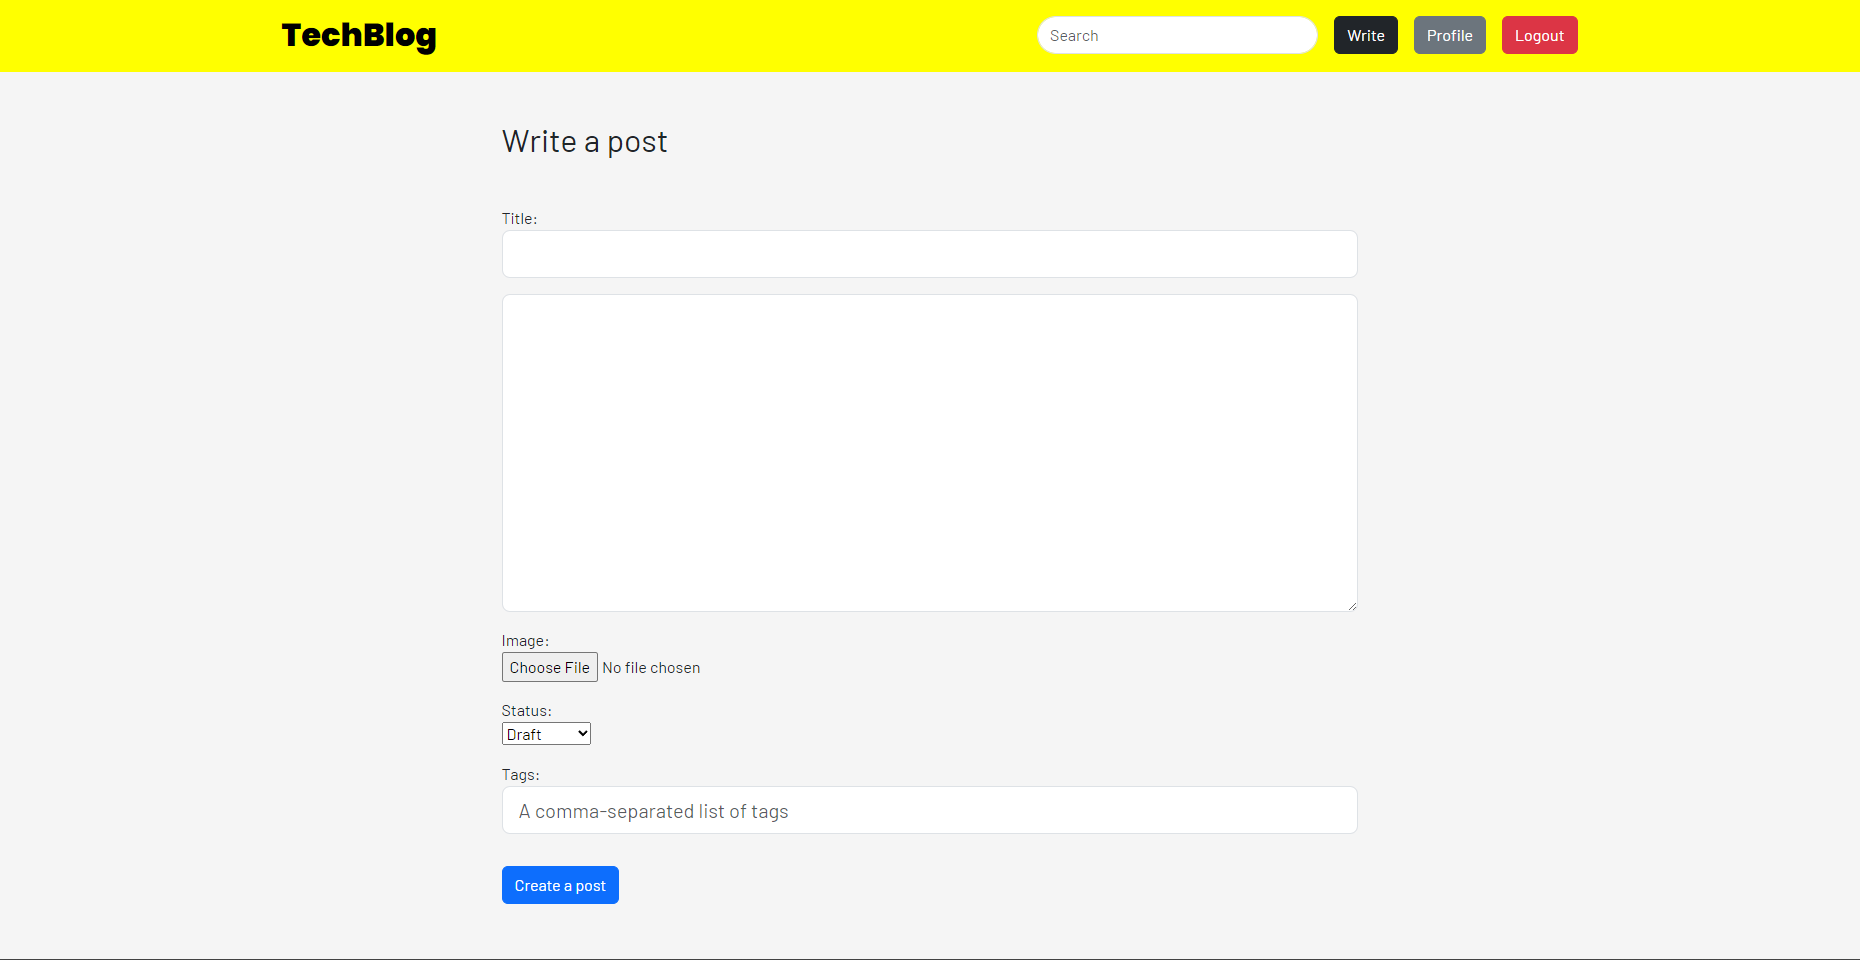 TechBlog
Search
Write
Profile
Logout
Write a post
Title:
Image:
Choose File No file chosen
Status:
Draft
Tags:
A comma-separated list of tags
Create a post